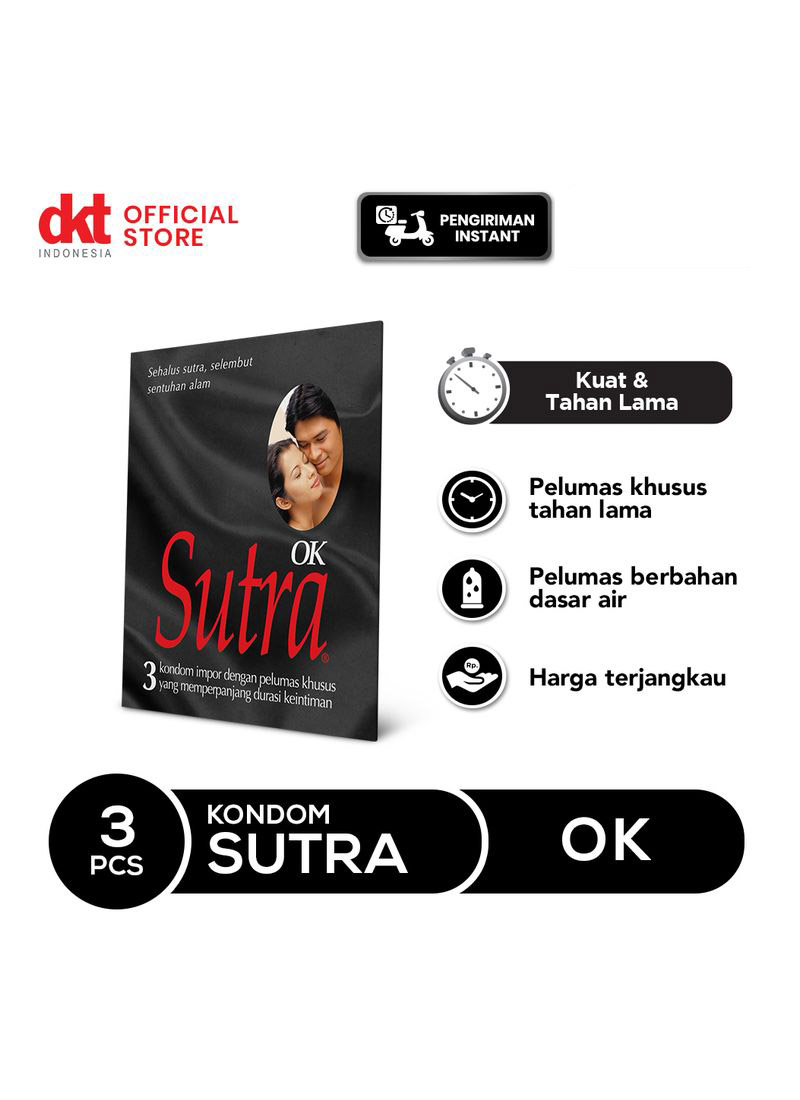 dkt
INDONESIA
OFFICIAL
STORE
PENGIRIMAN
INSTANT
Sehalus sutra, selembut
sentuhan alam
OK
Sutra®
3 kondom impor dengan pelumas khusus
yang memperpanjang durasi keintiman
Kuat &
Tahan Lama
Pelumas khusus
tahan lama
Pelumas berbahan
dasar air
Rp.
Harga terjangkau
3
PCS
KONDOM
SUTRA
OK